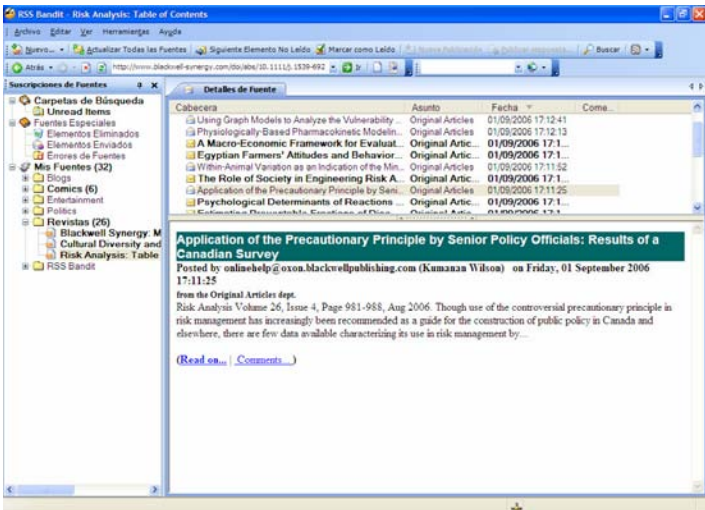 RSS Bandit - Risk Analysis: Table of Contents
Archivo Editar Ver Herramientas Ayuda
Nuevo... Actualizar Todas las Fuentes Siguiente Elemento No Leído Marcar como Leído Buscar
Atrás http://www.blackwell-synergy.com/doi/abs/10.1111/j.1539-692 Ir
Suscripciones de Fuentes
Carpetas de Búsqueda
Unread Items
Fuentes Especiales
Elementos Eliminados
Elementos Enviados
Errores de Fuentes
Mis Fuentes (32)
Blogs
Comics (6)
Entertainment
Politics
Revistas (26)
Blackwell Synergy: M
Cultural Diversity and
Risk Analysis: Table
RSS Bandit
Detalles de Fuente
Cabecera Asunto Fecha Come...
Using Graph Models to Analyze the Vulnerability ... Original Articles 01/09/2006 17:12:41
Physiologically-Based Pharmacokinetic Modelin... Original Articles 01/09/2006 17:12:13
A Macro-Economic Framework for Evaluat... Original Artic... 01/09/2006 17:1...
Egyptian Farmers' Attitudes and Behavior... Original Artic... 01/09/2006 17:1...
Within-Animal Variation as an Indication of the Min... Original Articles 01/09/2006 17:11:52
The Role of Society in Engineering Risk A... Original Artic... 01/09/2006 17:1...
Application of the Precautionary Principle by Seni... Original Articles 01/09/2006 17:11:25
Psychological Determinants of Reactions ... Original Artic... 01/09/2006 17:1...
Application of the Precautionary Principle by Senior Policy Officials: Results of a
Canadian Survey
Posted by onlinehelp@oxon.blackwellpublishing.com (Kumanan Wilson) on Friday, 01 September 2006
17:11:25
from the Original Articles dept.
Risk Analysis Volume 26, Issue 4, Page 981-988, Aug 2006. Though use of the controversial precautionary principle in
risk management has increasingly been recommended as a guide for the construction of public policy in Canada and
elsewhere, there are few data available characterizing its use in risk management by...
(Read on... | Comments...)